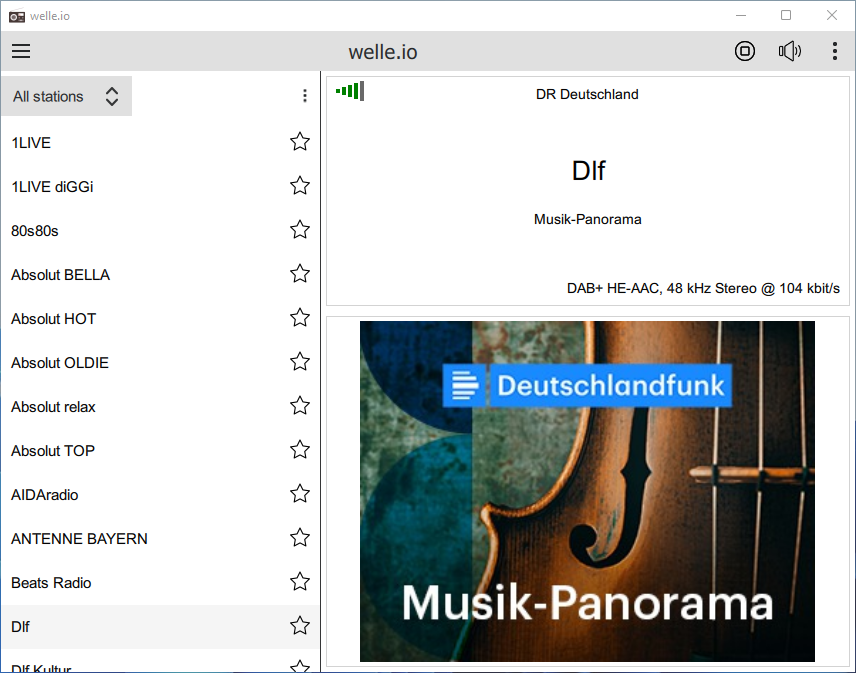 welle.io
welle.io
All stations
1LIVE
1LIVE diGGi
80s80s
Absolut BELLA
Absolut HOT
Absolut OLDIE
Absolut relax
Absolut TOP
AIDAradio
ANTENNE BAYERN
Beats Radio
Dlf
Dlf Kultur
DR Deutschland
Dlf
Musik-Panorama
DAB+ HE-AAC, 48 kHz Stereo @ 104 kbit/s
Deutschlandfunk
Musik-Panorama